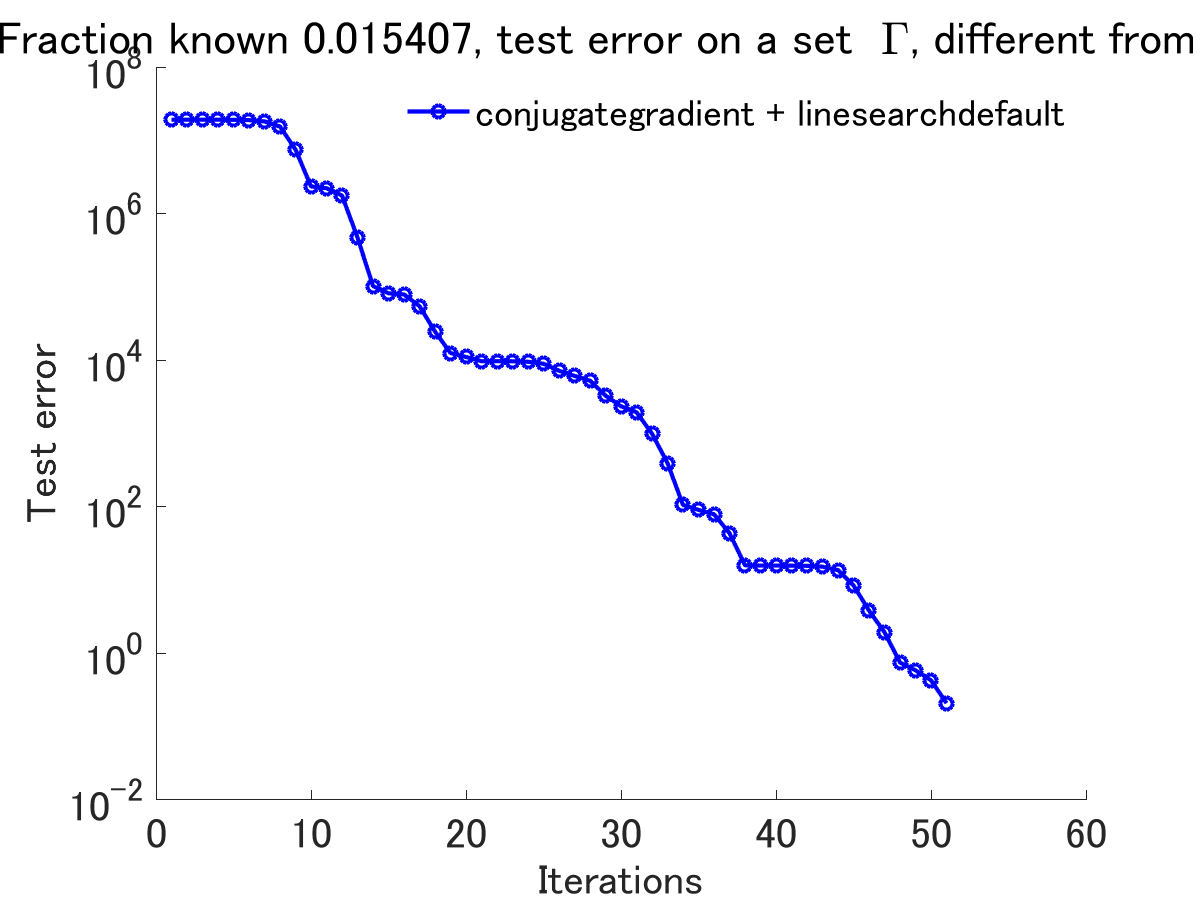 Fraction known 0.015407, test error on a set Γ, different from
conjugategradient + linesearchdefault
10^8
10^6
10^4
10^2
10^0
10^-2
Test error
0 10 20 30 40 50 60
Iterations